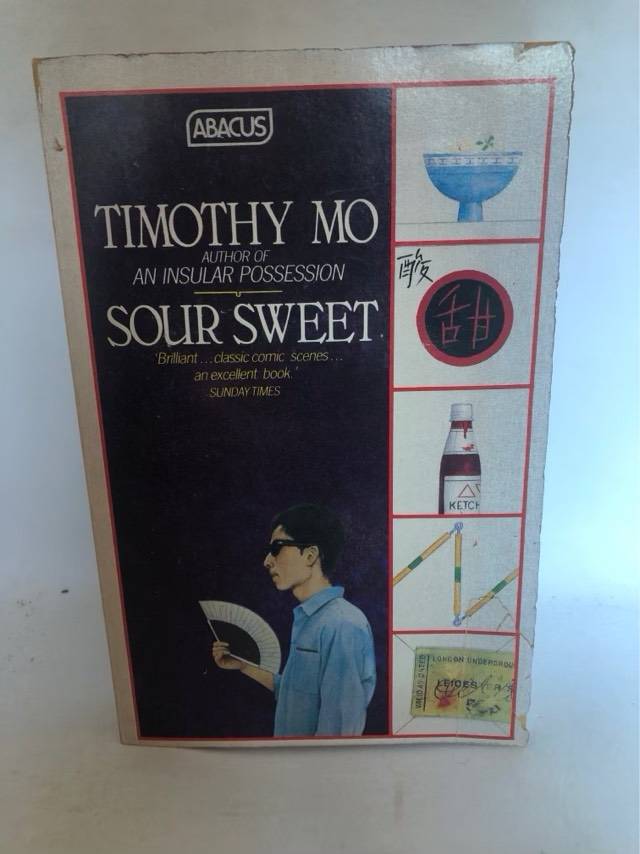 ABACUS
TIMOTHY MO
AUTHOR OF
AN INSULAR POSSESSION
SOUR SWEET
'Brilliant...classic comic scenes...
an excellent book.'
SUNDAY TIMES
酸
甜
KETCH
LONDON UNDERGROU